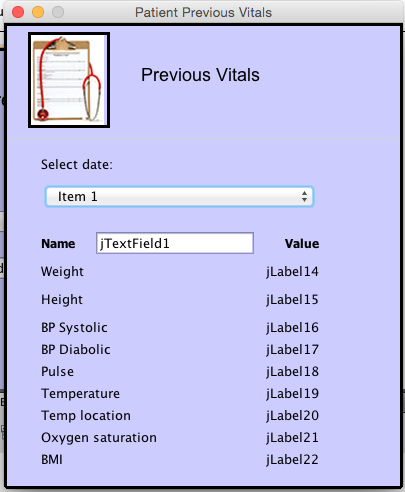 Patient Previous Vitals
Previous Vitals
Select date:
Item 1
Name jTextField1 Value
Weight jLabel14
Height jLabel15
BP Systolic jLabel16
BP Diabolic jLabel17
Pulse jLabel18
Temperature jLabel19
Temp location jLabel20
Oxygen saturation jLabel21
BMI jLabel22